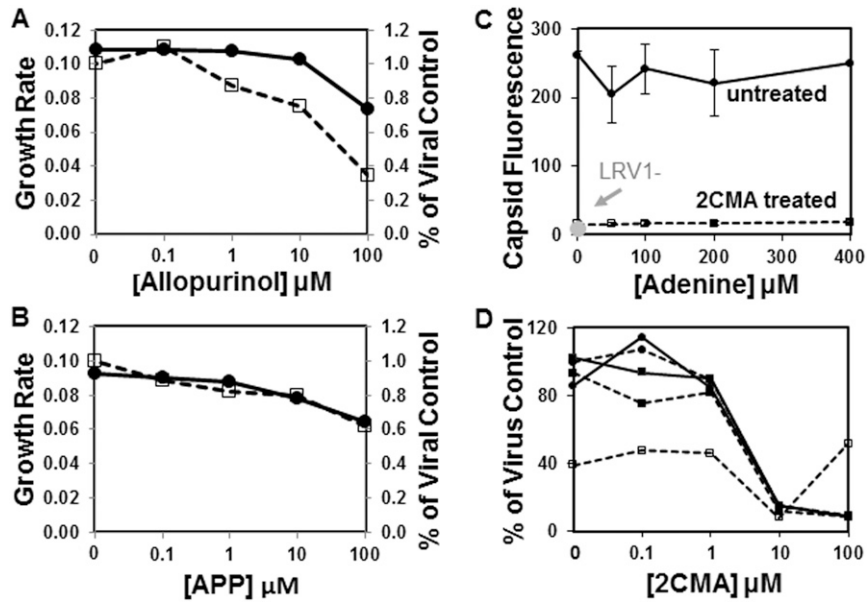 A
Growth Rate
0.12
0.10
0.08
0.06
0.04
0.02
0.00
1.2
1.0
0.8
0.6
0.4
0.2
0.0
% of Viral Control
0 0.1 1 10 100
[Allopurinol] µM
B
Growth Rate
0.12
0.10
0.08
0.06
0.04
0.02
0.00
1.2
1.0
0.8
0.6
0.4
0.2
0.0
% of Viral Control
0 0.1 1 10 100
[APP] µM
C
Capsid Fluorescence
300
200
100
0
untreated
LRV1-
2CMA treated
0 100 200 300 400
[Adenine] µM
D
% of Virus Control
120
80
40
0
0 0.1 1 10 100
[2CMA] µM